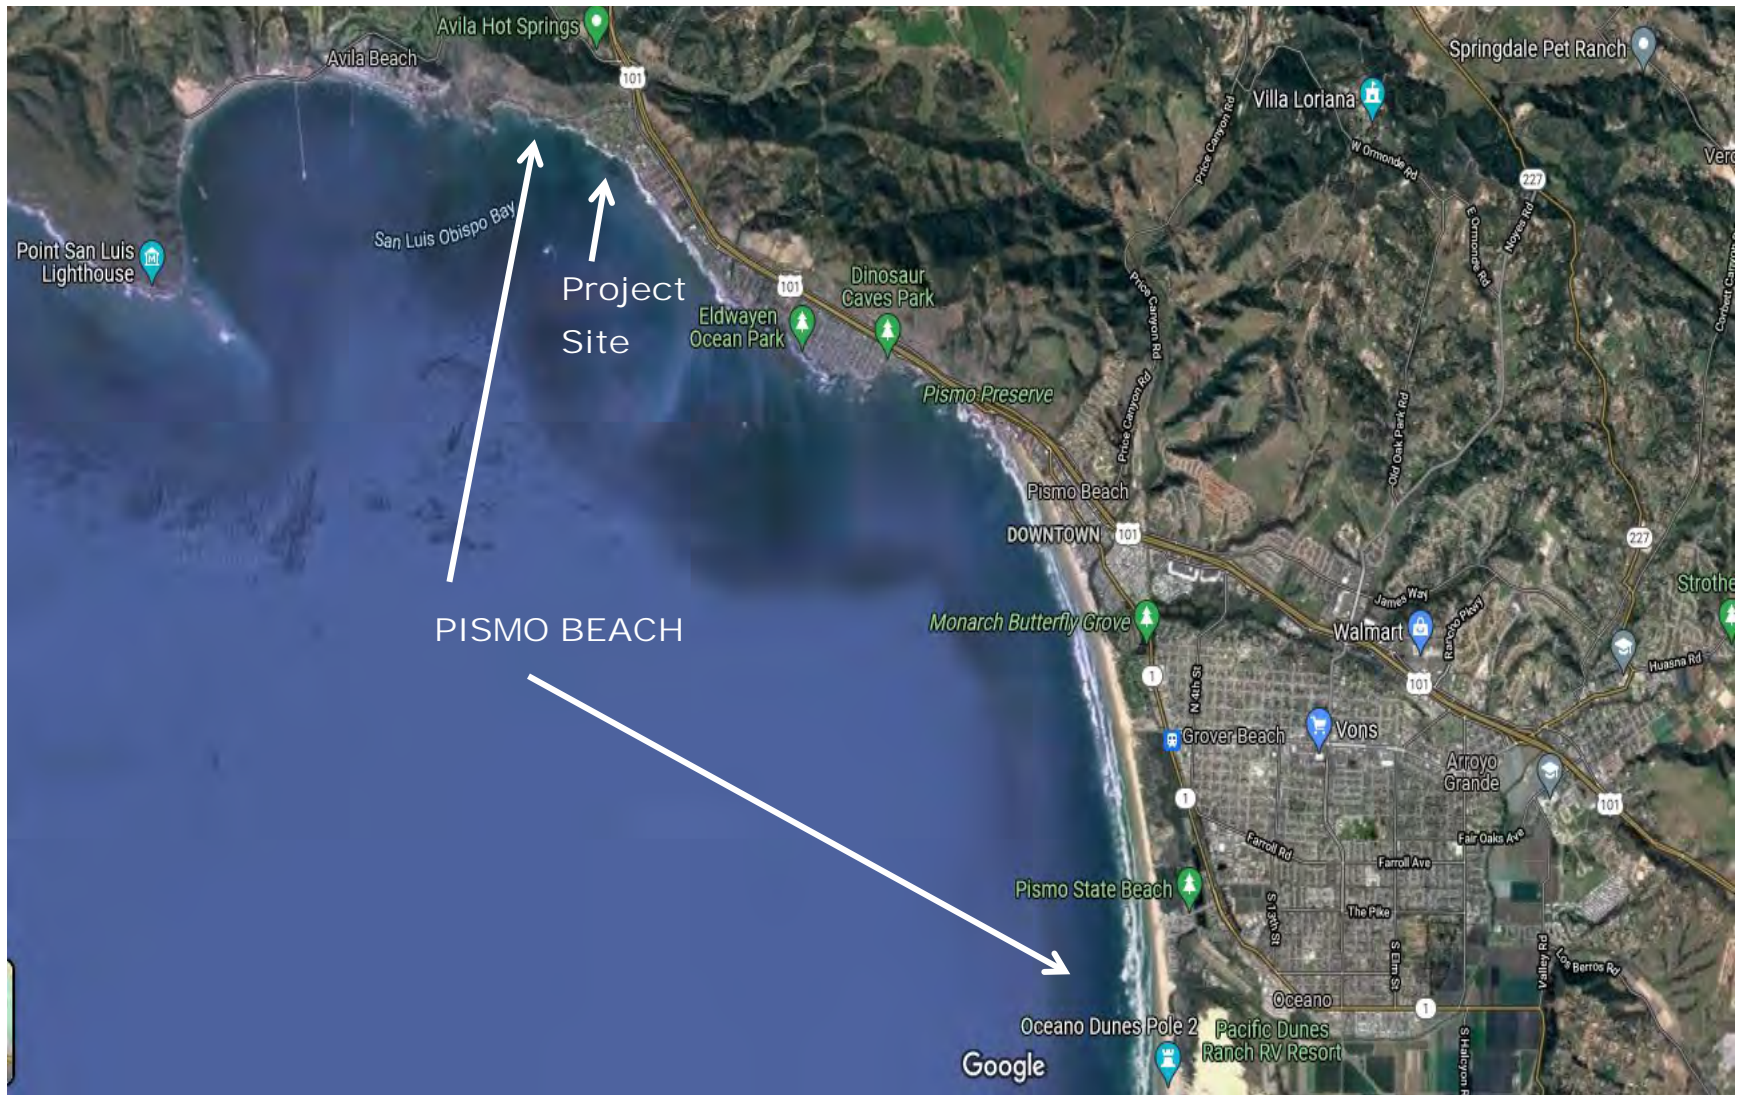 Avila Hot Springs
Avila Beach
101
Springdale Pet Ranch
Villa Loriana
Price Canyon Rd
W Ormonde Rd
227
San Luis Obispo Bay
E Ormonde Rd
Noyes Rd
Point San Luis
Lighthouse
Project
Site
101
Dinosaur
Caves Park
Eldwayen
Ocean Park
Price Canyon Rd
Pismo Preserve
Price Canyon Rd
Old Oak Park Rd
Pismo Beach
DOWNTOWN
101
227
PISMO BEACH
Monarch Butterfly Grove
James Way
Rancho Pkwy
Walmart
Huasna Rd
1
N 4th St
101
Grover Beach
Vons
Arroyo
Grande
1
101
Farroll Rd
Fair Oaks Ave
Farroll Ave
Pismo State Beach
S 13th St
The Pike
S Elm St
Valley Rd
Los Berros Rd
Oceano
1
Oceano Dunes Pole 2
Pacific Dunes
Ranch RV Resort
Google